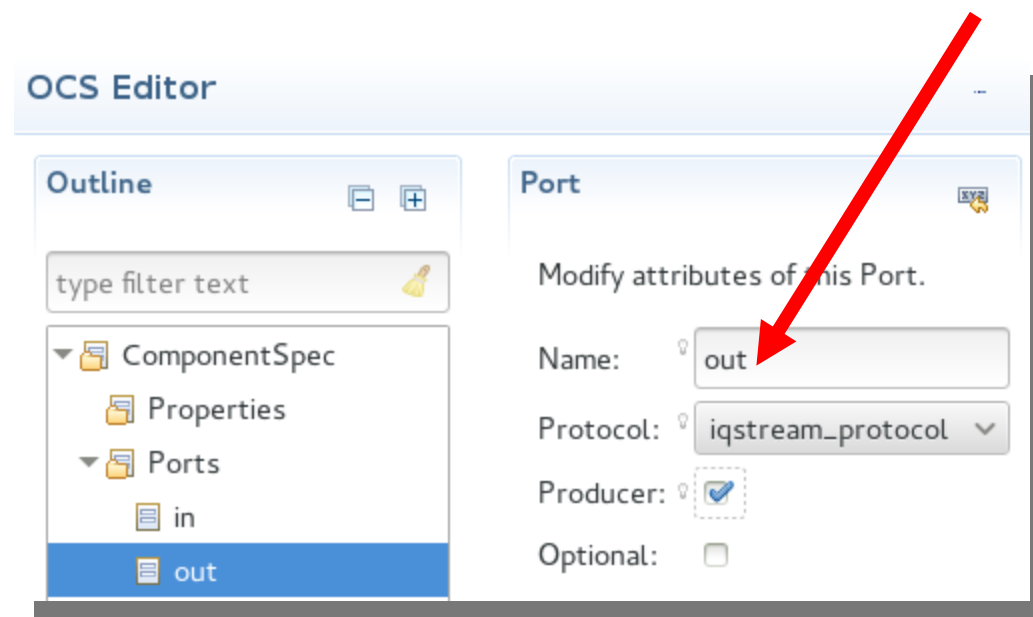 OCS Editor
Outline
type filter text
ComponentSpec
Properties
Ports
in
out
Port
XYZ
Modify attributes of this Port.
Name: out
Protocol: iqstream_protocol
Producer:
Optional: